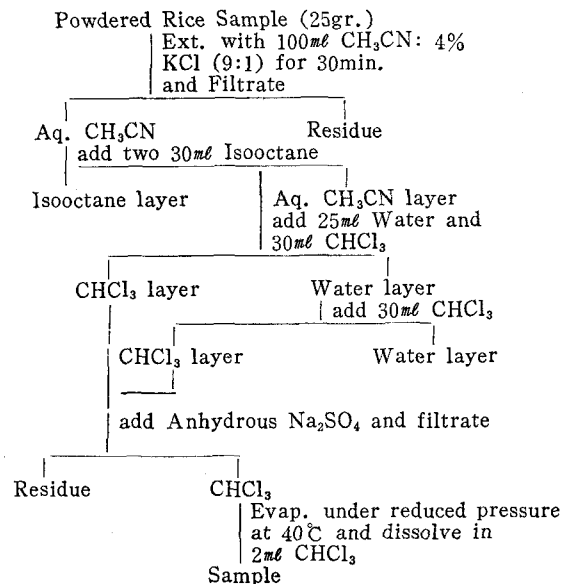 Powdered Rice Sample (25gr.)
Ext. with 100mℓ CH₃CN: 4%
KCl (9:1) for 30min.
and Filtrate
Aq. CH₃CN
Residue
add two 30mℓ Isooctane
Isooctane layer
Aq. CH₃CN layer
add 25mℓ Water and
30mℓ CHCl₃
CHCl₃ layer
Water layer
add 30mℓ CHCl₃
CHCl₃ layer
Water layer
add Anhydrous Na₂SO₄ and filtrate
Residue
CHCl₃
Evap. under reduced pressure
at 40℃ and dissolve in
2mℓ CHCl₃
Sample